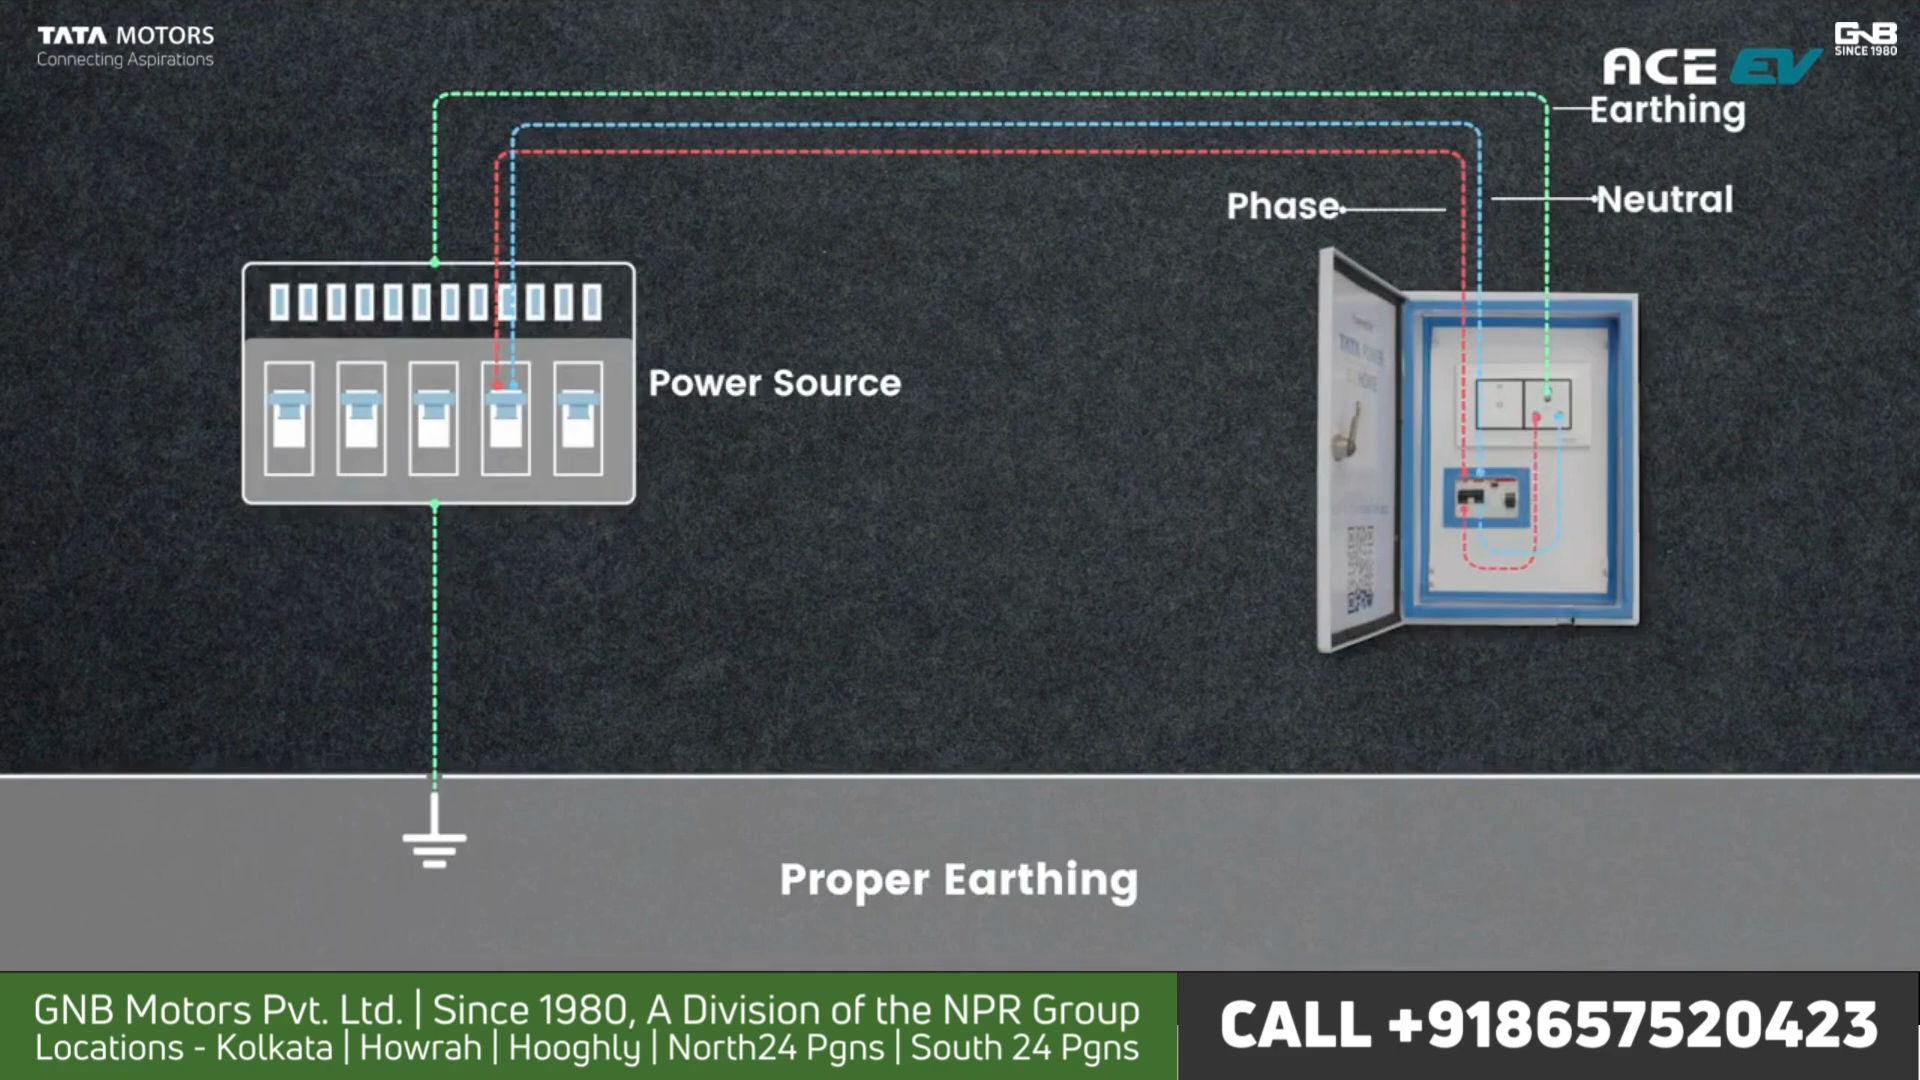 TATA MOTORS
Connecting Aspirations
GNB
SINCE 1980
ACE EV
Earthing
Phase
Neutral
TATA POWER
Power Source
Proper Earthing
GNB Motors Pvt. Ltd. | Since 1980, A Division of the NPR Group
Locations - Kolkata | Howrah | Hooghly | North24 Pgns | South 24 Pgns
CALL +918657520423